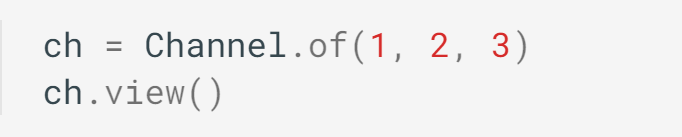 ch = Channel.of(1, 2, 3)
ch.view()